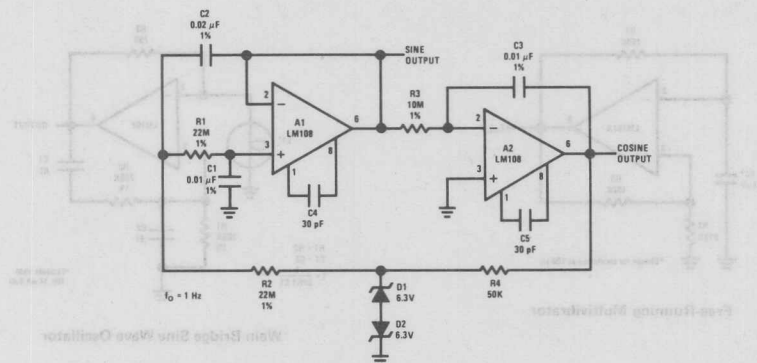 C2
0.02 μF
1%
SINE
OUTPUT
C3
0.01 μF
1%
2
A1
LM108
6
3
8
1
R1
22M
1%
C1
0.01 μF
1%
C4
30 pF
R3
10M
1%
2
A2
LM108
6
3
8
1
COSINE
OUTPUT
C5
30 pF
R2
22M
1%
R4
50K
D1
6.3V
D2
6.3V
fO = 1 Hz
Free-Running Multivibrator
Wein Bridge Sine Wave Oscillator